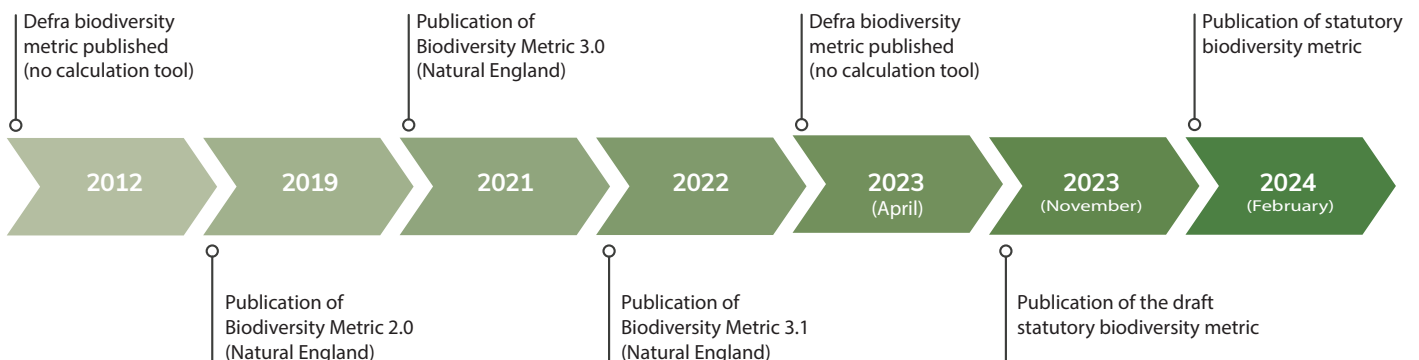 Defra biodiversity
metric published
(no calculation tool)
Publication of
Biodiversity Metric 3.0
(Natural England)
Defra biodiversity
metric published
(no calculation tool)
Publication of statutory
biodiversity metric
2012
2019
2021
2022
2023
(April)
2023
(November)
2024
(February)
Publication of
Biodiversity Metric 2.0
(Natural England)
Publication of
Biodiversity Metric 3.1
(Natural England)
Publication of the draft
statutory biodiversity metric